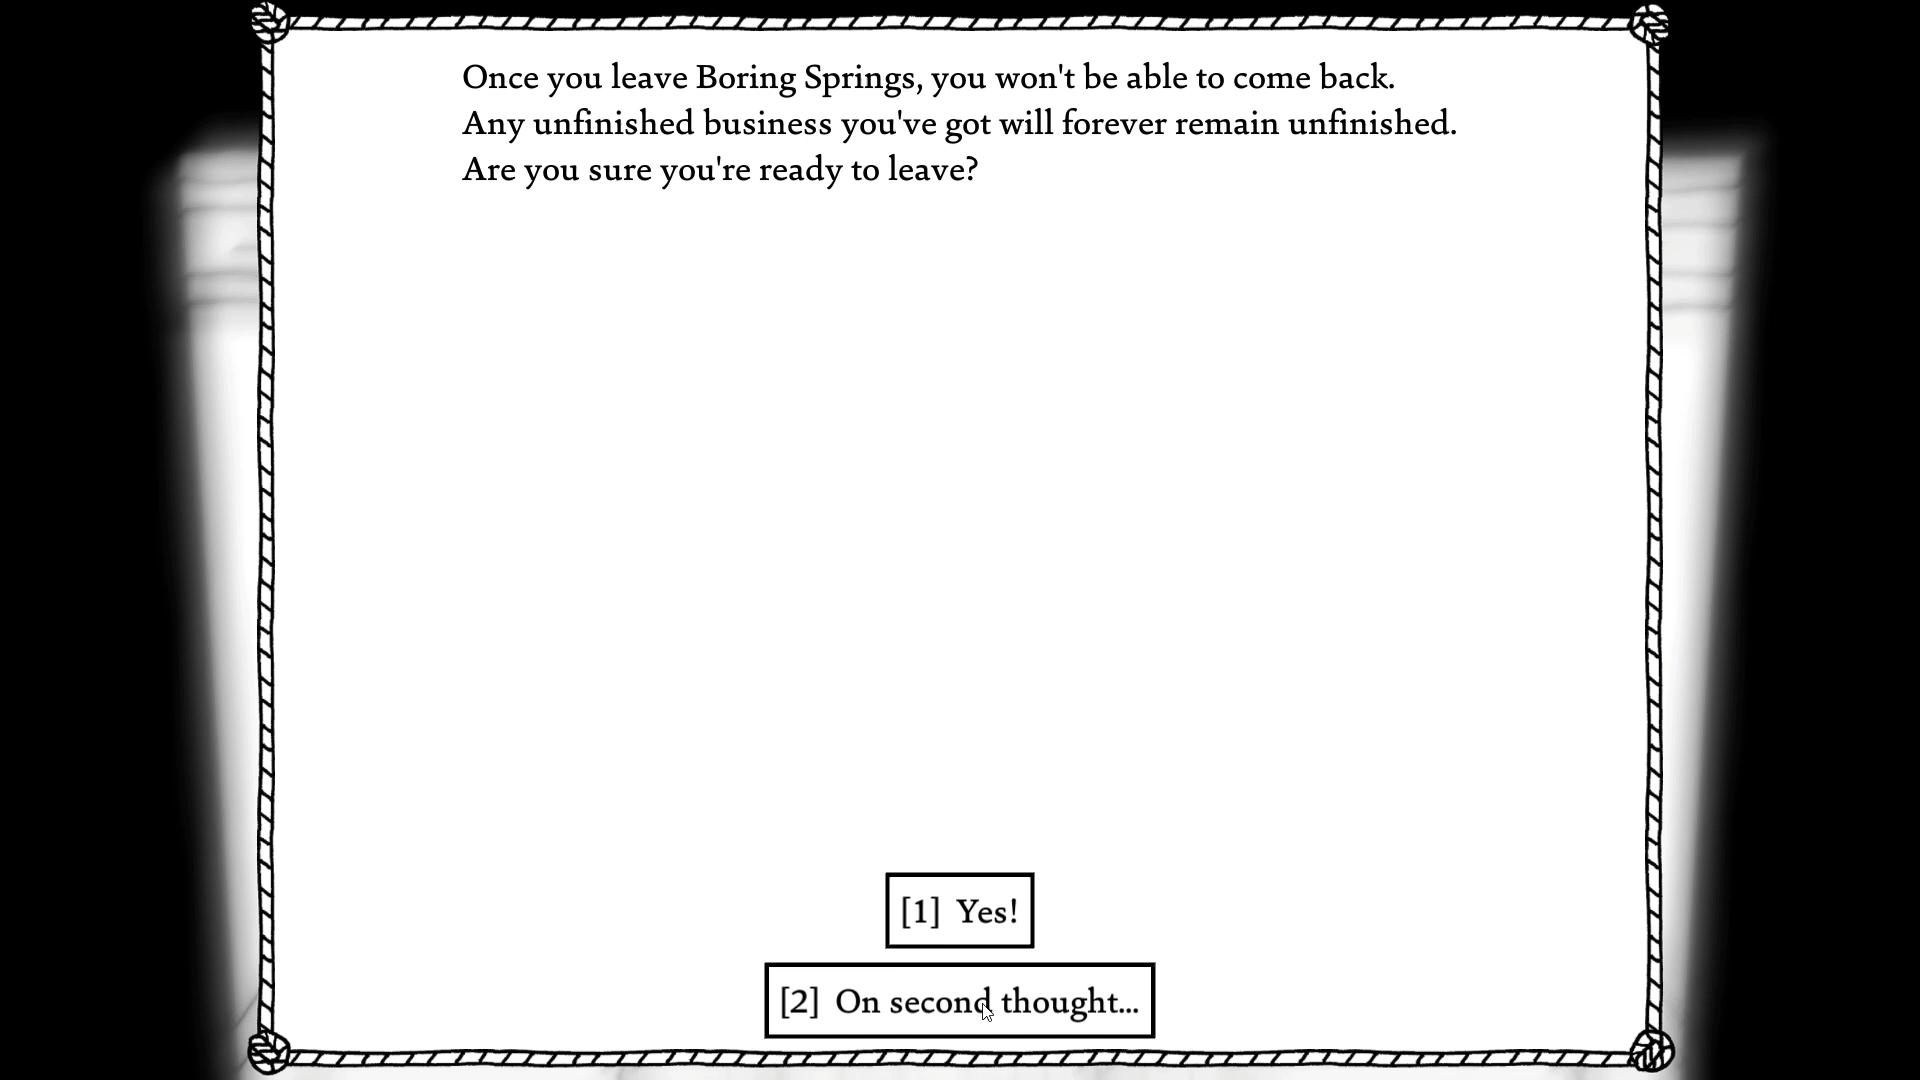 Once you leave Boring Springs, you won't be able to come back.
Any unfinished business you've got will forever remain unfinished.
Are you sure you're ready to leave?
[1] Yes!
[2] On second thought...